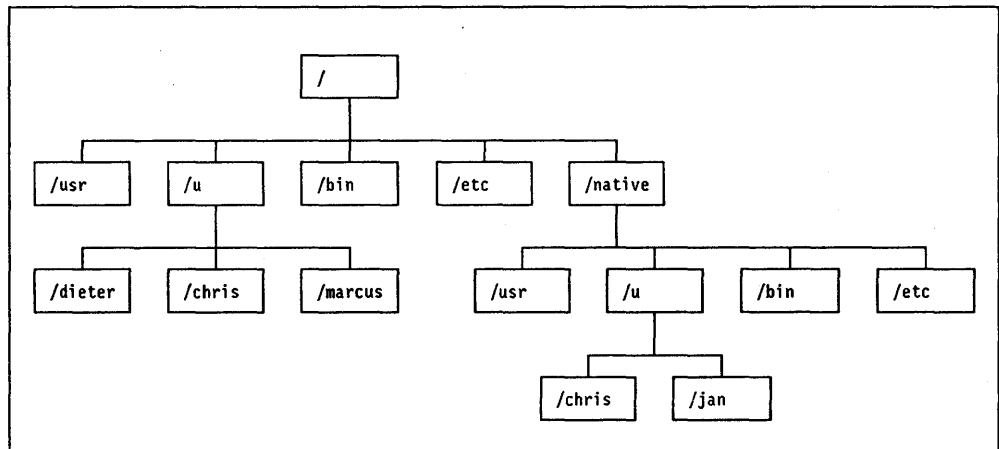 /
/usr /u /bin /etc /native
/dieter /chris /marcus /usr /u /bin /etc
/chris /jan